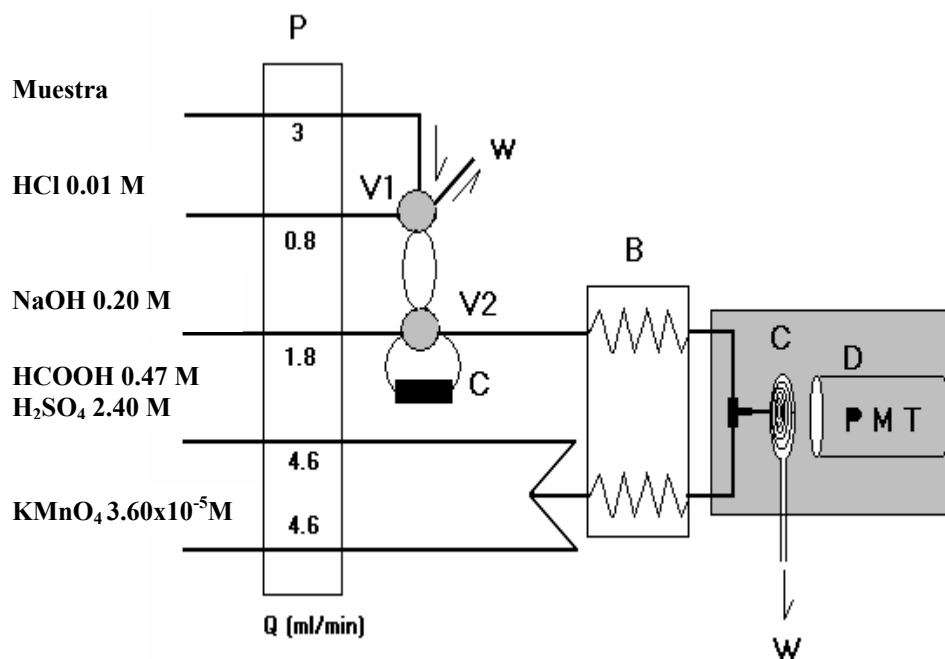 P
Muestra
3
W
HCl 0.01 M
V1
0.8
B
NaOH 0.20 M
V2
1.8
C
D
HCOOH 0.47 M
C
PMT
H₂SO₄ 2.40 M
4.6
KMnO₄ 3.60x10⁻⁵M
4.6
Q (ml/min)
W